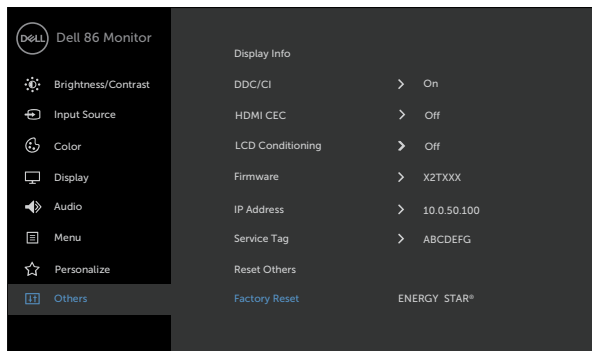 DELL Dell 86 Monitor
Brightness/Contrast
Input Source
Color
Display
Audio
Menu
Personalize
Others
Display Info
DDC/CI > On
HDMI CEC > Off
LCD Conditioning > Off
Firmware > X2TXXX
IP Address > 10.0.50.100
Service Tag > ABCDEFG
Reset Others
Factory Reset ENERGY STAR®